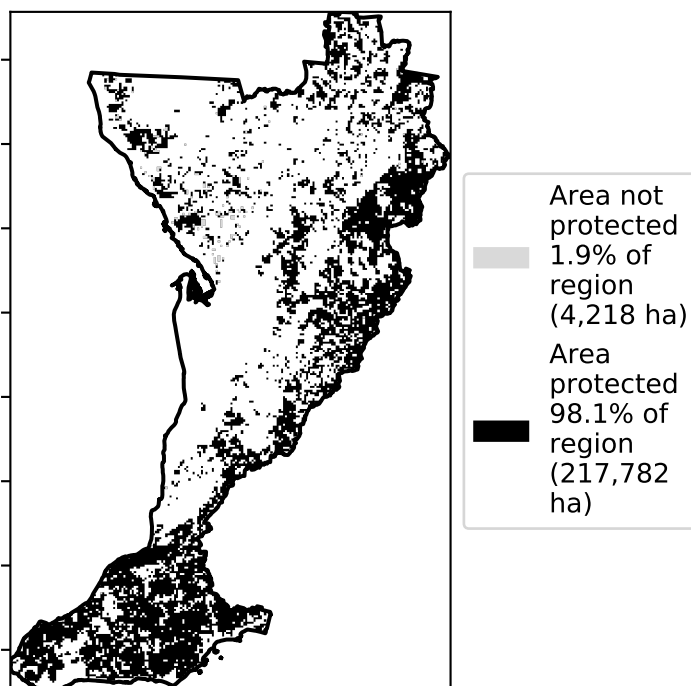 Area not
protected
1.9% of
region
(4,218 ha)
Area
protected
98.1% of
region
(217,782
ha)